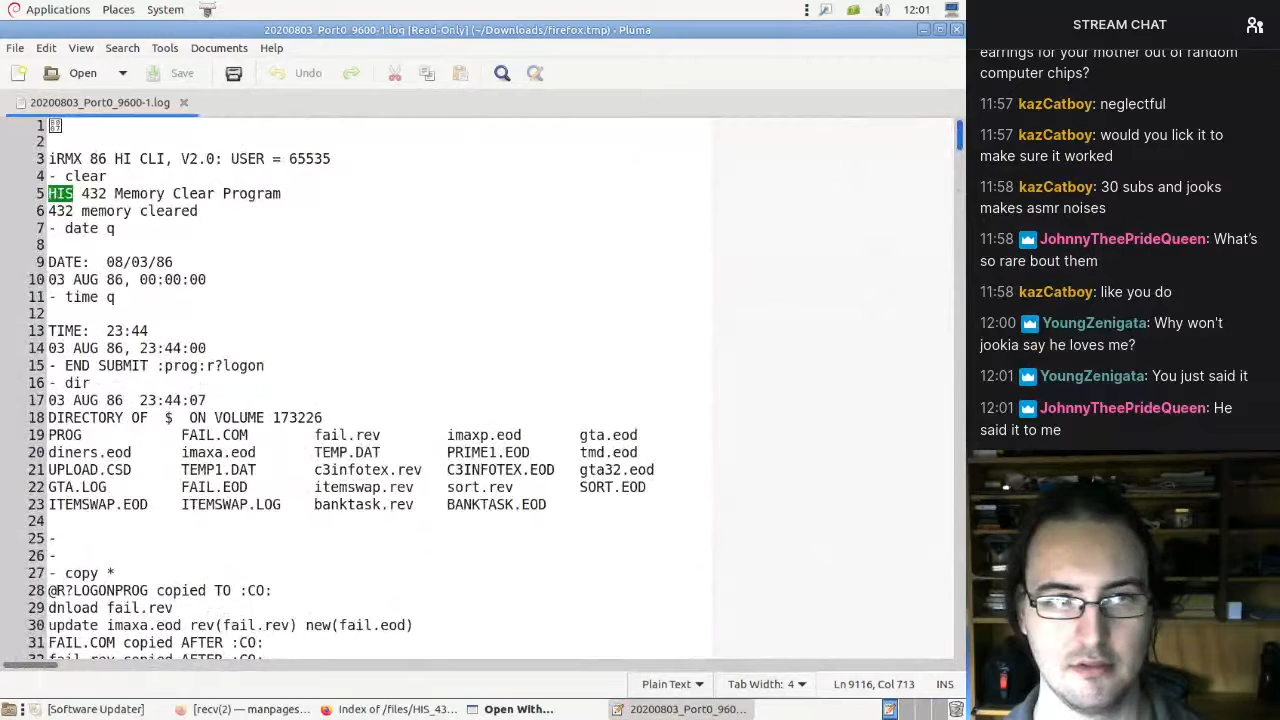 Applications Places System
12:01
20200803_Port0_9600-1.log [Read-Only] (~/Downloads/firefox.tmp) - Pluma
File Edit View Search Tools Documents Help
Open Save Undo
20200803_Port0_9600-1.log
1
2
3 iRMX 86 HI CLI, V2.0: USER = 65535
4 - clear
5 HIS 432 Memory Clear Program
6 432 memory cleared
7 - date q
8
9 DATE: 08/03/86
10 03 AUG 86, 00:00:00
11 - time q
12
13 TIME: 23:44
14 03 AUG 86, 23:44:00
15 - END SUBMIT :prog:r?logon
16 - dir
17 03 AUG 86 23:44:07
18 DIRECTORY OF $ ON VOLUME 173226
19 PROG FAIL.COM fail.rev imaxp.eod gta.eod
20 diners.eod imaxa.eod TEMP.DAT PRIME1.EOD tmd.eod
21 UPLOAD.CSD TEMP1.DAT c3infotex.rev C3INFOTEX.EOD gta32.eod
22 GTA.LOG FAIL.EOD itemswap.rev sort.rev SORT.EOD
23 ITEMSWAP.EOD ITEMSWAP.LOG banktask.rev BANKTASK.EOD
24
25 -
26 -
27 - copy *
28 @R?LOGONPROG copied TO :CO:
29 dnload fail.rev
30 update imaxa.eod rev(fail.rev) new(fail.eod)
31 FAIL.COM copied AFTER :CO:
32 fail.rev copied AFTER :CO:
Plain Text Tab Width: 4 Ln 9116, Col 713 INS
[Software Updater] [recv(2) — manpages... Index of /files/HIS_43... Open With... 20200803_Port0_960...
STREAM CHAT
earrings for your mother out of random
computer chips?
11:57 kazCatboy: neglectful
11:57 kazCatboy: would you lick it to
make sure it worked
11:58 kazCatboy: 30 subs and jooks
makes asmr noises
11:58 JohnnyTheePrideQueen: What's
so rare bout them
11:58 kazCatboy: like you do
12:00 YoungZenigata: Why won't
jookia say he loves me?
12:01 YoungZenigata: You just said it
12:01 JohnnyTheePrideQueen: He
said it to me